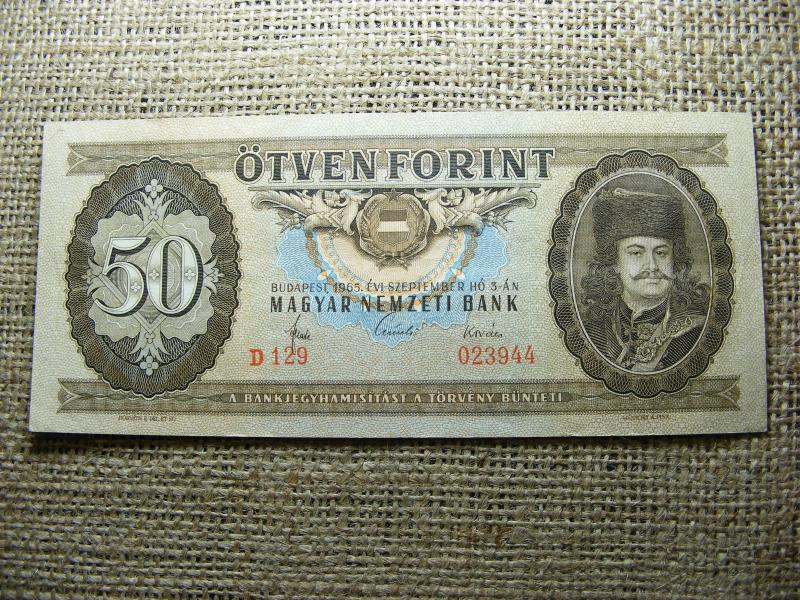 ÖTVEN FORINT
50
BUDAPEST 1965. ÉVI SZEPTEMBER HÓ 3-ÁN
MAGYAR NEMZETI BANK
D 129 023944
A BANKJEGYHAMISÍTÁST A TÖRVÉNY BÜNTETI